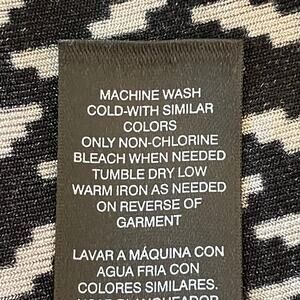 MACHINE WASH
COLD-WITH SIMILAR
COLORS
ONLY NON-CHLORINE
BLEACH WHEN NEEDED
TUMBLE DRY LOW
WARM IRON AS NEEDED
ON REVERSE OF
GARMENT
LAVAR A MÁQUINA CON
AGUA FRIA CON
COLORES SIMILARES.